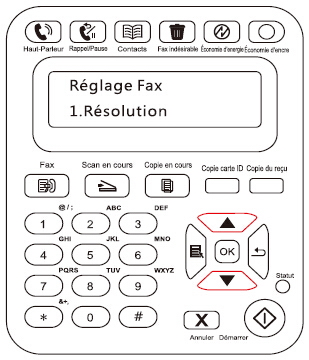 Haut-Parleur Rappel/Pause Contacts Fax indésirable Économie d'énergie Économie d'encre
Réglage Fax
1.Résolution
Fax Scan en cours Copie en cours Copie carte ID Copie du reçu
@/: ABC DEF
1 2 3
GHI JKL MNO
4 5 6
OK
PQRS TUV WXYZ
7 8 9
Statut
&+,
* 0 #
X
Annuler Démarrer